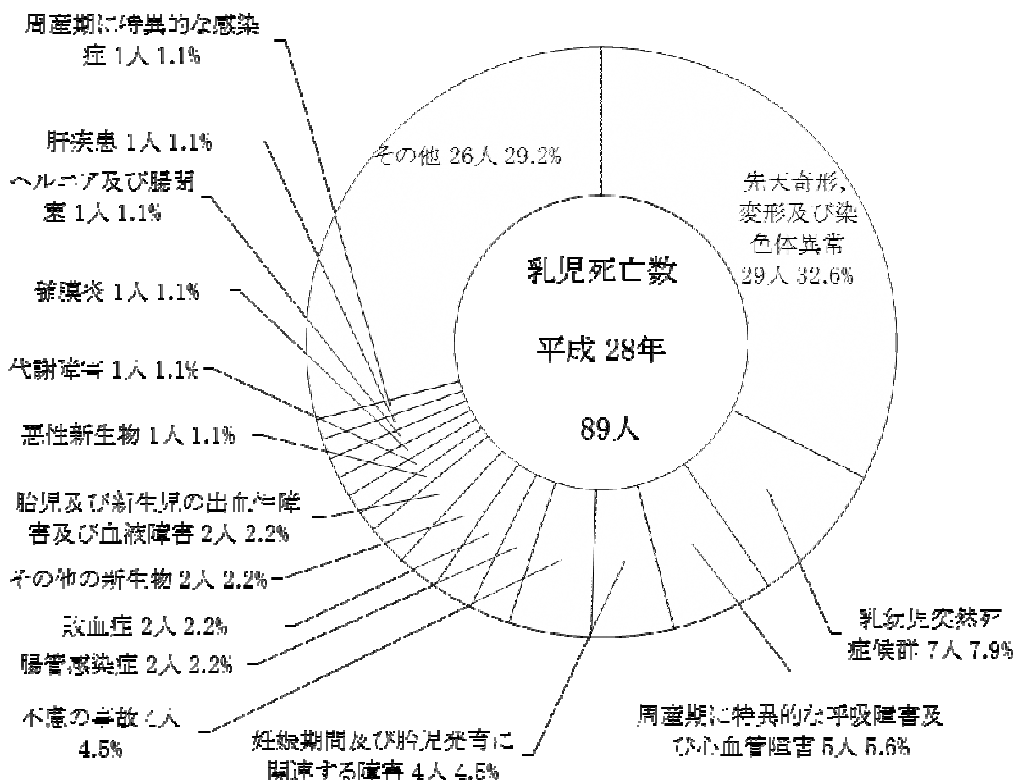 周産期に特異的な感染
症 1人 1.1%
肝疾患 1人 1.1%
ヘルニア及び腸閉
塞 1人 1.1%
髄膜炎 1人 1.1%
代謝障害 1人 1.1%
悪性新生物 1人 1.1%
胎児及び新生児の出血性障
害及び血液障害 2人 2.2%
その他の新生物 2人 2.2%
敗血症 2人 2.2%
腸管感染症 2人 2.2%
不慮の事故 4人
4.5%
妊娠期間及び胎児発育に
関連する障害 4人 4.5%
周産期に特異的な呼吸障害及
び心血管障害 5人 5.6%
乳幼児突然死
症候群 7人 7.9%
先天奇形,
変形及び染
色体異常
29人 32.6%
その他 26人 29.2%
乳児死亡数
平成 28年
89人